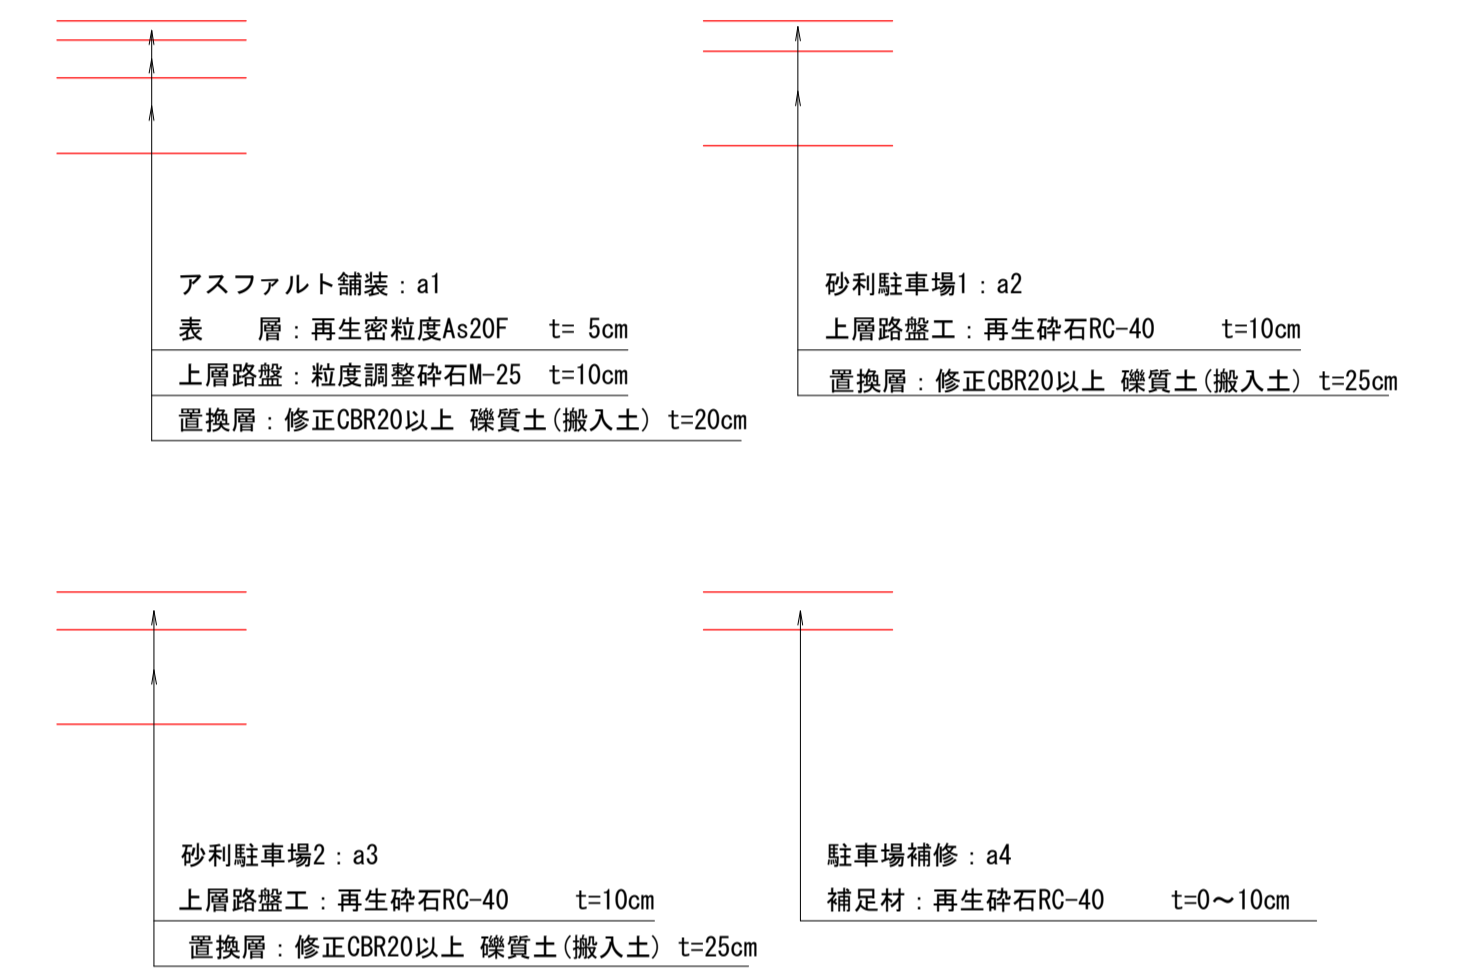 アスファルト舗装：a1
表　　層：再生密粒度As20F　t= 5cm
上層路盤：粒度調整砕石M-25　t=10cm
置換層：修正CBR20以上 礫質土(搬入土) t=20cm
砂利駐車場1：a2
上層路盤工：再生砕石RC-40　　t=10cm
置換層：修正CBR20以上 礫質土(搬入土) t=25cm
砂利駐車場2：a3
上層路盤工：再生砕石RC-40　　t=10cm
置換層：修正CBR20以上 礫質土(搬入土) t=25cm
駐車場補修：a4
補足材：再生砕石RC-40　　t=0～10cm